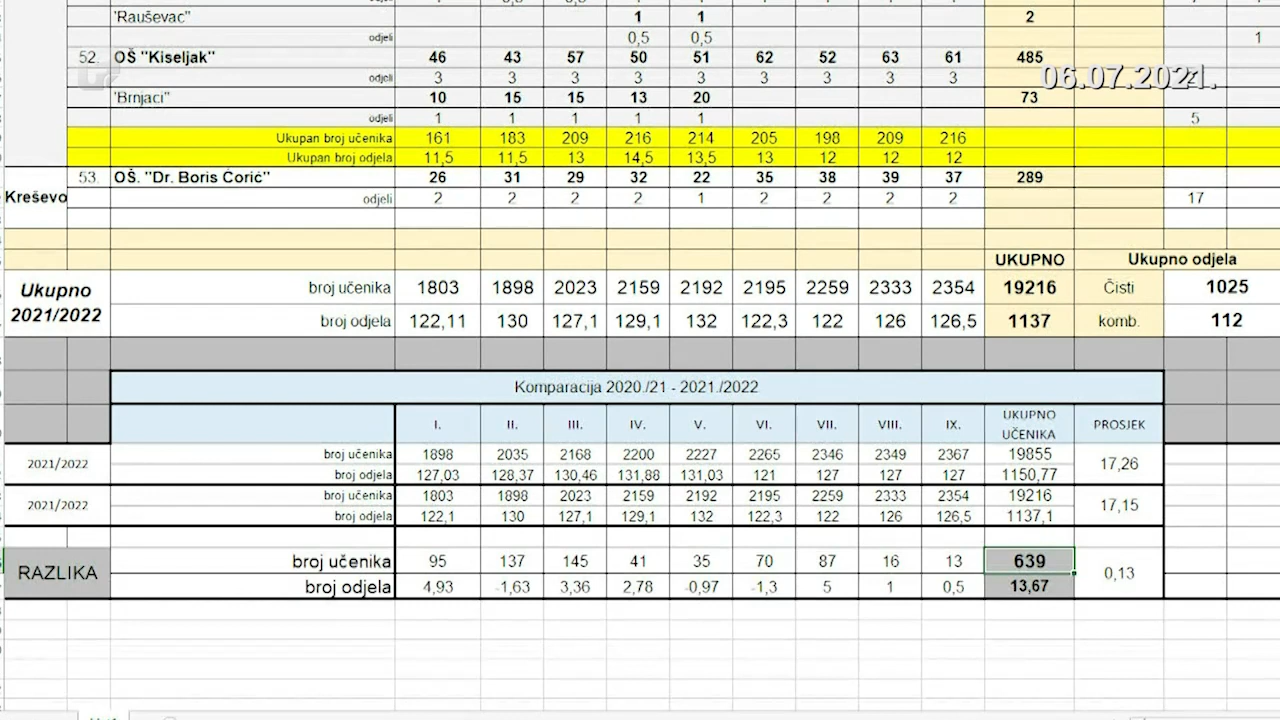 'Rauševac" 1 1 2
odjeli 0,5 0,5 1
52. OŠ "Kiseljak" 46 43 57 50 51 62 52 63 61 485
odjeli 3 3 3 3 3 3 3 3 3
06.07.2021.
'Brnjaci" 10 15 15 13 20 73
odjeli 1 1 1 1 1 5
Ukupan broj učenika 161 183 209 216 214 205 198 209 216
Ukupan broj odjela 11,5 11,5 13 14,5 13,5 13 12 12 12
53. OŠ. "Dr. Boris Ćorić" 26 31 29 32 22 35 38 39 37 289
Kreševo odjeli 2 2 2 2 1 2 2 2 2 17
UKUPNO Ukupno odjela
Ukupno 2021/2022 broj učenika 1803 1898 2023 2159 2192 2195 2259 2333 2354 19216 Čisti 1025
broj odjela 122,11 130 127,1 129,1 132 122,3 122 126 126,5 1137 komb. 112
Komparacija 2020./21 - 2021./2022
I. II. III. IV. V. VI. VII. VIII. IX. UKUPNO UČENIKA PROSJEK
2021/2022 broj učenika 1898 2035 2168 2200 2227 2265 2346 2349 2367 19855 17,26
broj odjela 127,03 128,37 130,46 131,88 131,03 121 127 127 127 1150,77
2021/2022 broj učenika 1803 1898 2023 2159 2192 2195 2259 2333 2354 19216 17,15
broj odjela 122,1 130 127,1 129,1 132 122,3 122 126 126,5 1137,1
RAZLIKA broj učenika 95 137 145 41 35 70 87 16 13 639 0,13
broj odjela 4,93 -1,63 3,36 2,78 -0,97 -1,3 5 1 0,5 13,67